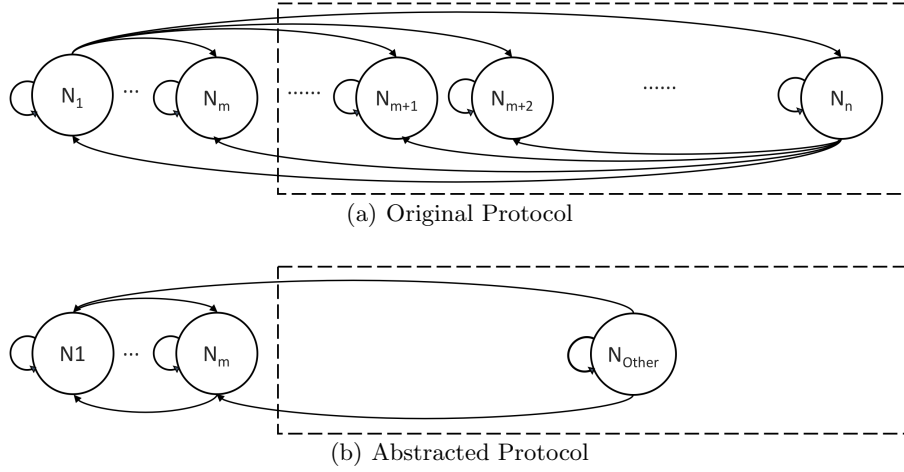 N1 ... Nm ...... Nm+1 Nm+2 ...... Nn
(a) Original Protocol
N1 ... Nm NOther
(b) Abstracted Protocol